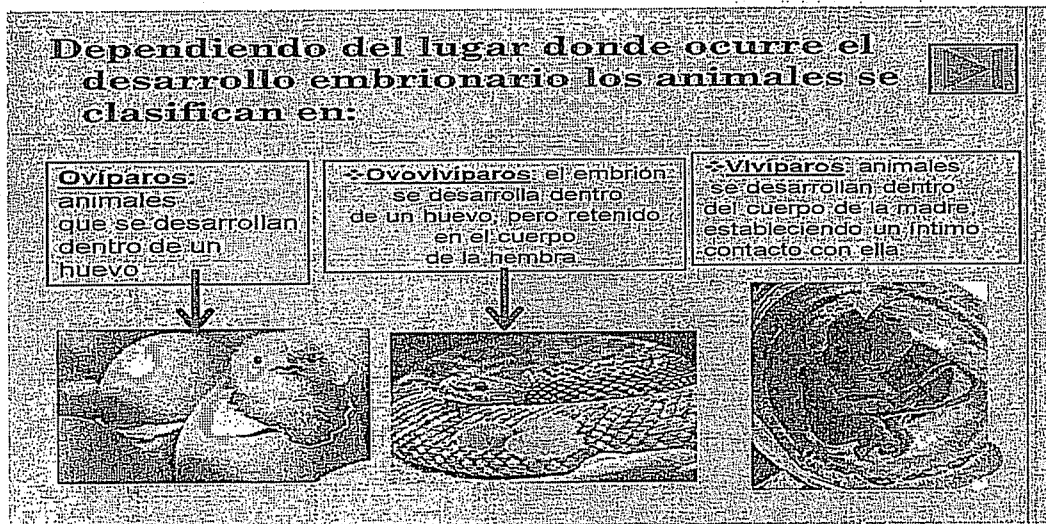 Dependiendo del lugar donde ocurre el
desarrollo embrionario los animales se
clasifican en:
Ovíparos:
animales
que se desarrollan
dentro de un
huevo
❖Ovovivíparos: el embrión
se desarrolla dentro
de un huevo, pero retenido
en el cuerpo
de la hembra
❖Vivíparos: animales
se desarrollan dentro
del cuerpo de la madre,
estableciendo un íntimo
contacto con ella